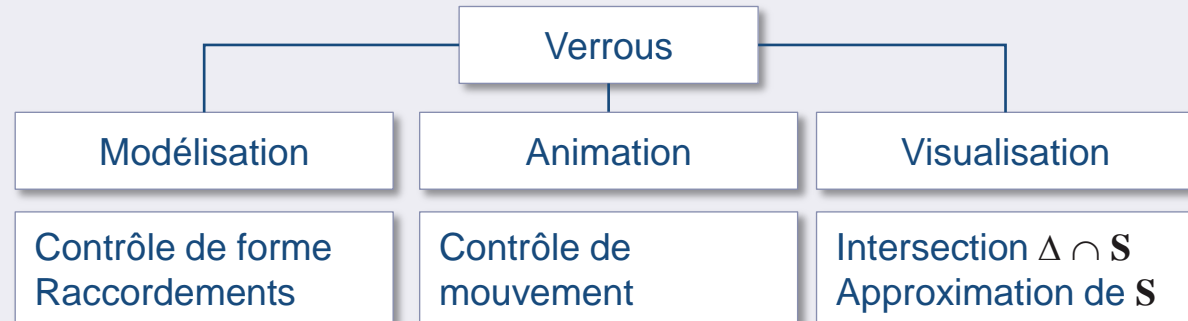 Verrous
Modélisation
Animation
Visualisation
Contrôle de forme
Raccordements
Contrôle de
mouvement
Intersection Δ ∩ S
Approximation de S